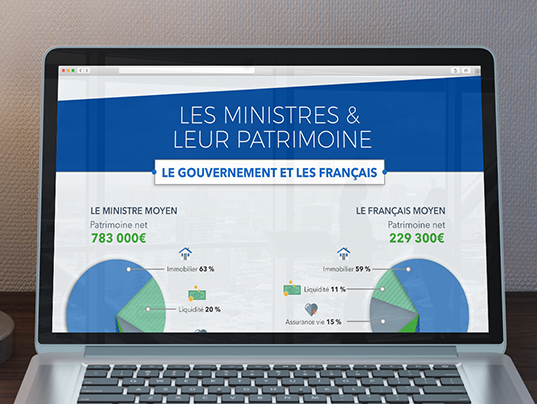 LES MINISTRES &
LEUR PATRIMOINE
LE GOUVERNEMENT ET LES FRANÇAIS
LE MINISTRE MOYEN
Patrimoine net
783 000€
Immobilier 63 %
Liquidité 20 %
LE FRANÇAIS MOYEN
Patrimoine net
229 300€
Immobilier 59 %
Liquidité 11 %
Assurance vie 15 %